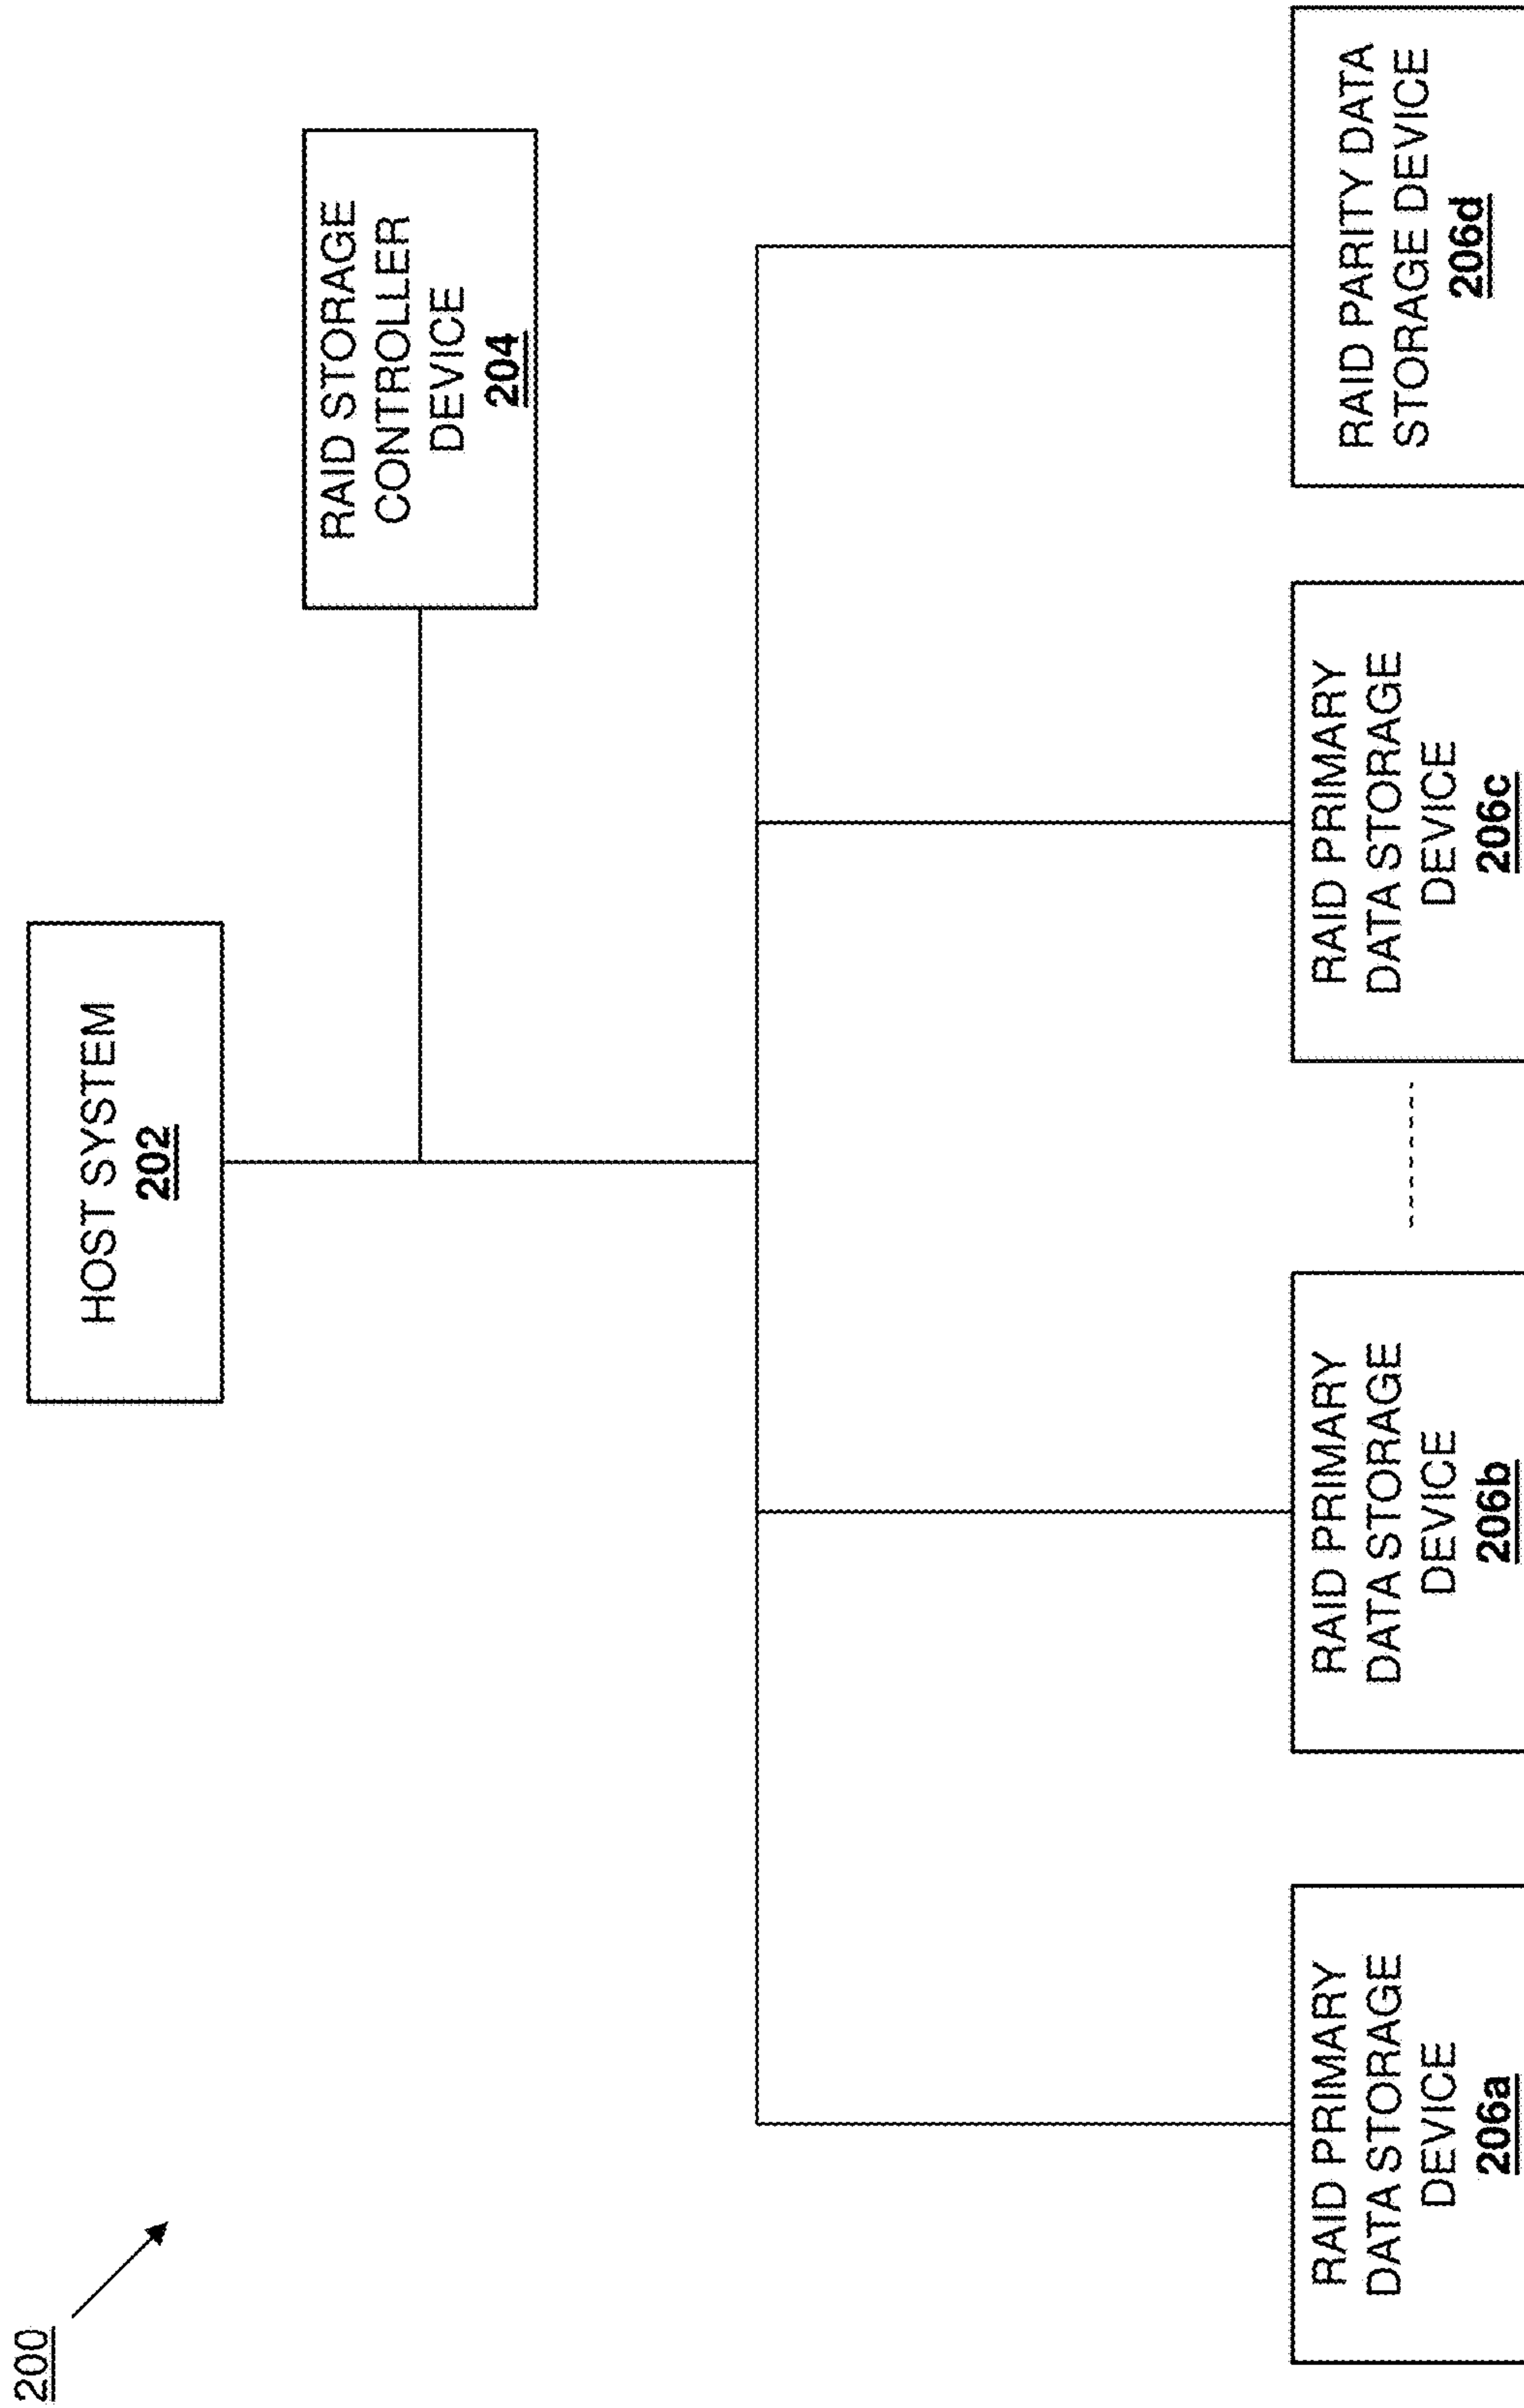 200
HOST SYSTEM
202
RAID STORAGE
CONTROLLER
DEVICE
204
RAID PRIMARY
DATA STORAGE
DEVICE
206a
RAID PRIMARY
DATA STORAGE
DEVICE
206b
RAID PRIMARY
DATA STORAGE
DEVICE
206c
RAID PARITY DATA
STORAGE DEVICE
206d